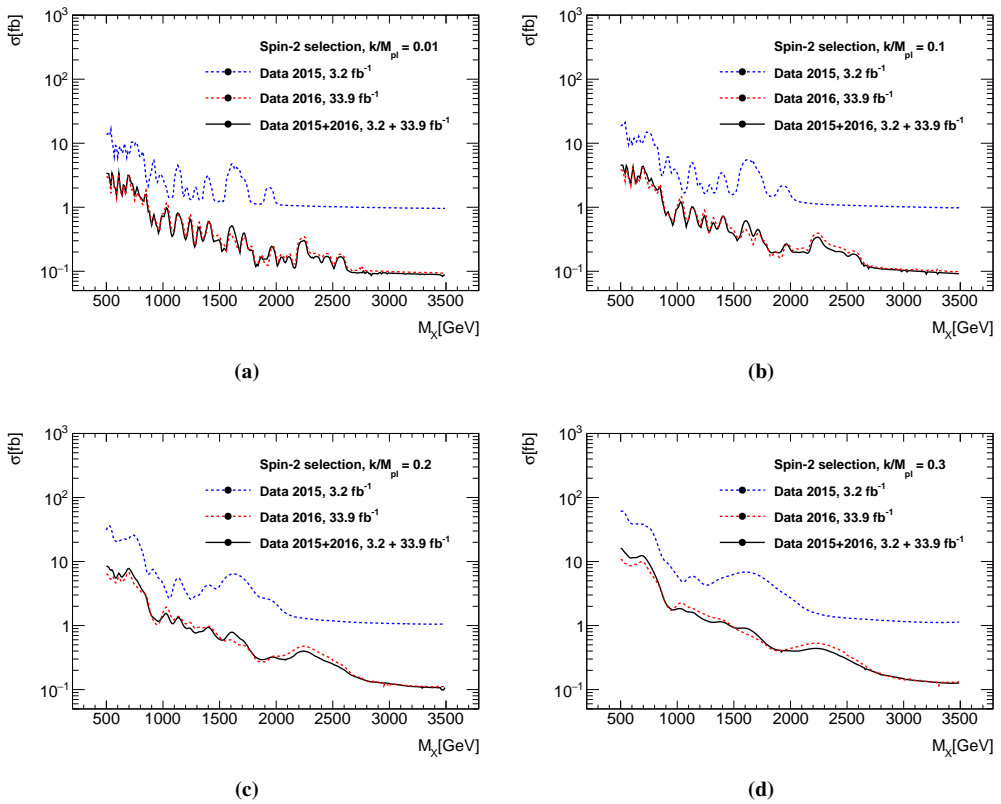 σ[fb]
10³
10²
10
1
10⁻¹
Spin-2 selection, k/M_pl = 0.01
Data 2015, 3.2 fb⁻¹
Data 2016, 33.9 fb⁻¹
Data 2015+2016, 3.2 + 33.9 fb⁻¹
500 1000 1500 2000 2500 3000 3500
M_X[GeV]
(a)
σ[fb]
10³
10²
10
1
10⁻¹
Spin-2 selection, k/M_pl = 0.1
Data 2015, 3.2 fb⁻¹
Data 2016, 33.9 fb⁻¹
Data 2015+2016, 3.2 + 33.9 fb⁻¹
500 1000 1500 2000 2500 3000 3500
M_X[GeV]
(b)
σ[fb]
10³
10²
10
1
10⁻¹
Spin-2 selection, k/M_pl = 0.2
Data 2015, 3.2 fb⁻¹
Data 2016, 33.9 fb⁻¹
Data 2015+2016, 3.2 + 33.9 fb⁻¹
500 1000 1500 2000 2500 3000 3500
M_X[GeV]
(c)
σ[fb]
10³
10²
10
1
10⁻¹
Spin-2 selection, k/M_pl = 0.3
Data 2015, 3.2 fb⁻¹
Data 2016, 33.9 fb⁻¹
Data 2015+2016, 3.2 + 33.9 fb⁻¹
500 1000 1500 2000 2500 3000 3500
M_X[GeV]
(d)